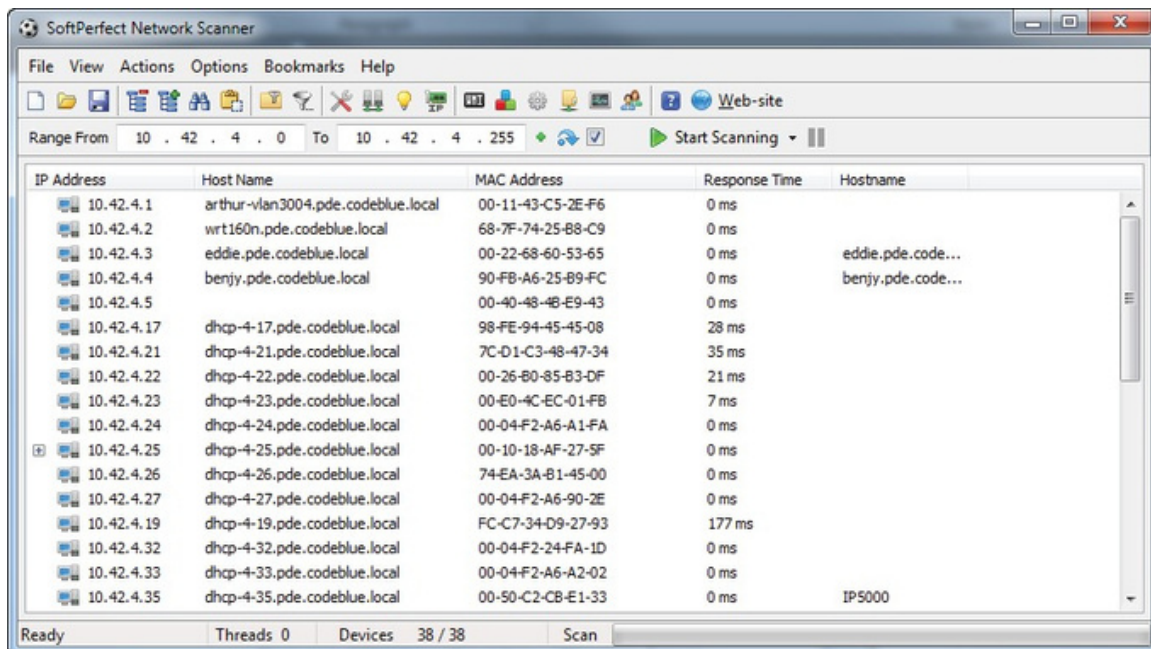 SoftPerfect Network Scanner
File View Actions Options Bookmarks Help
Web-site
Range From 10 . 42 . 4 . 0 To 10 . 42 . 4 . 255 Start Scanning
IP Address Host Name MAC Address Response Time Hostname
10.42.4.1 arthur-vlan3004.pde.codeblue.local 00-11-43-C5-2E-F6 0 ms
10.42.4.2 wrt160n.pde.codeblue.local 68-7F-74-25-B8-C9 0 ms
10.42.4.3 eddie.pde.codeblue.local 00-22-68-60-53-65 0 ms eddie.pde.code...
10.42.4.4 benjy.pde.codeblue.local 90-FB-A6-25-B9-FC 0 ms benjy.pde.code...
10.42.4.5 00-40-48-4B-E9-43 0 ms
10.42.4.17 dhcp-4-17.pde.codeblue.local 98-FE-94-45-45-08 28 ms
10.42.4.21 dhcp-4-21.pde.codeblue.local 7C-D1-C3-48-47-34 35 ms
10.42.4.22 dhcp-4-22.pde.codeblue.local 00-26-B0-85-B3-DF 21 ms
10.42.4.23 dhcp-4-23.pde.codeblue.local 00-E0-4C-EC-01-FB 7 ms
10.42.4.24 dhcp-4-24.pde.codeblue.local 00-04-F2-A6-A1-FA 0 ms
10.42.4.25 dhcp-4-25.pde.codeblue.local 00-10-18-AF-27-5F 0 ms
10.42.4.26 dhcp-4-26.pde.codeblue.local 74-EA-3A-B1-45-00 0 ms
10.42.4.27 dhcp-4-27.pde.codeblue.local 00-04-F2-A6-90-2E 0 ms
10.42.4.19 dhcp-4-19.pde.codeblue.local FC-C7-34-D9-27-93 177 ms
10.42.4.32 dhcp-4-32.pde.codeblue.local 00-04-F2-24-FA-1D 0 ms
10.42.4.33 dhcp-4-33.pde.codeblue.local 00-04-F2-A6-A2-02 0 ms
10.42.4.35 dhcp-4-35.pde.codeblue.local 00-50-C2-CB-E1-33 0 ms IP5000
Ready Threads 0 Devices 38 / 38 Scan